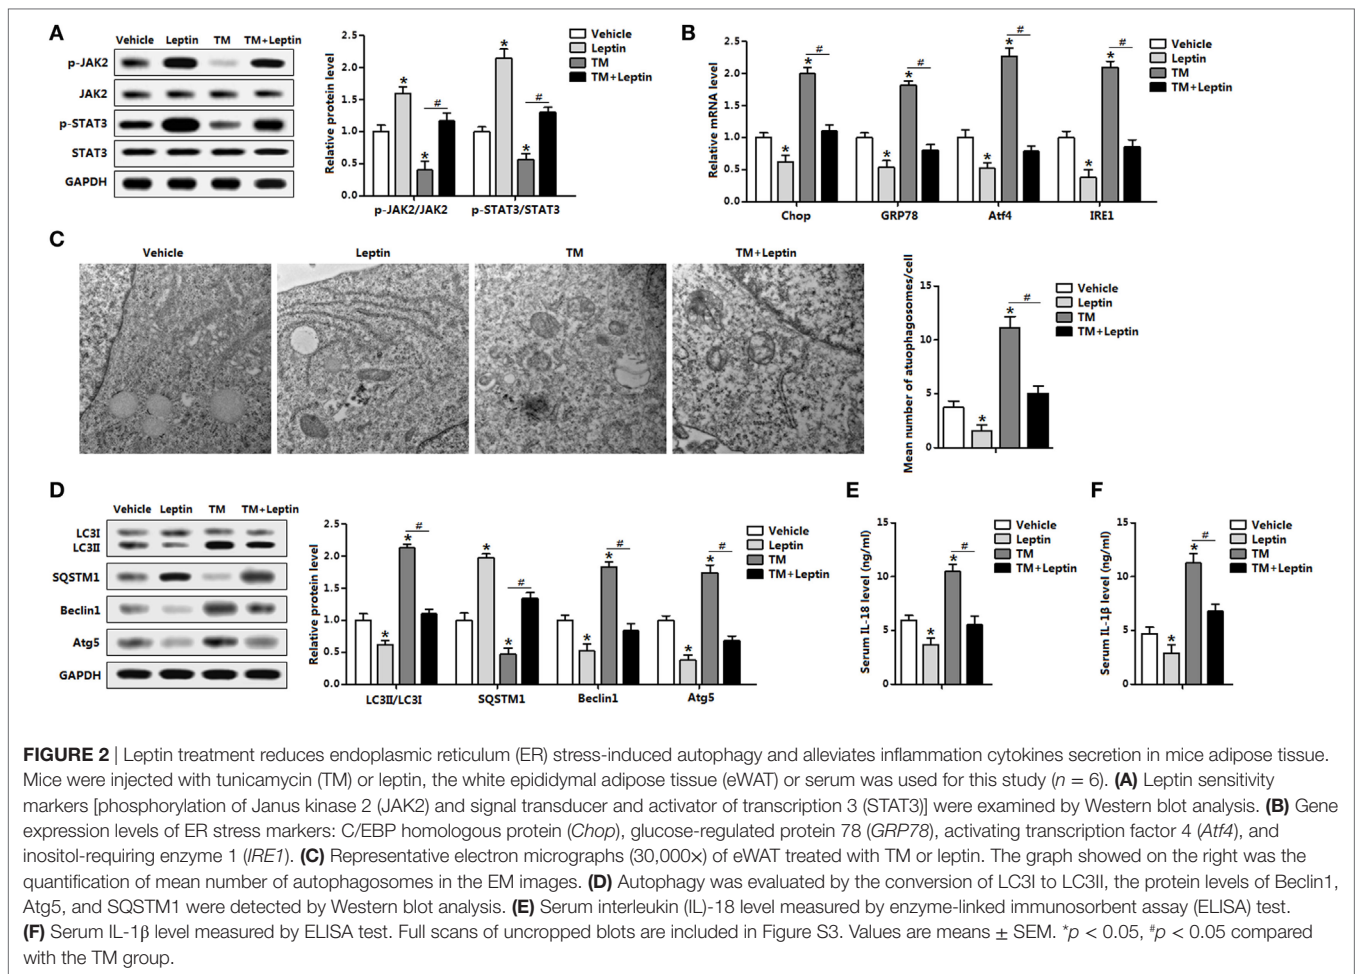 A
Vehicle Leptin TM TM+Leptin
p-JAK2
JAK2
p-STAT3
STAT3
GAPDH
Relative protein level
2.5
2.0
1.5
1.0
0.5
0.0
* * * *
# #
p-JAK2/JAK2 p-STAT3/STAT3
Vehicle
Leptin
TM
TM+Leptin
B
Relative mRNA level
2.5
2.0
1.5
1.0
0.5
0.0
* * * * * * * *
# # # #
Chop GRP78 Atf4 IRE1
Vehicle
Leptin
TM
TM+Leptin
C
Vehicle Leptin TM TM+Leptin
Mean number of atuophagosomes/cell
15
10
5
0
* *
#
Vehicle
Leptin
TM
TM+Leptin
D
Vehicle Leptin TM TM+Leptin
LC3I
LC3II
SQSTM1
Beclin1
Atg5
GAPDH
Relative protein level
2.5
2.0
1.5
1.0
0.5
0.0
* * * * * * * *
# # # #
LC3II/LC3I SQSTM1 Beclin1 Atg5
Vehicle
Leptin
TM
TM+Leptin
E
Serum IL-18 level (ng/ml)
15
10
5
0
* *
#
Vehicle
Leptin
TM
TM+Leptin
F
Serum IL-1β level (ng/ml)
15
10
5
0
* *
#
Vehicle
Leptin
TM
TM+Leptin
FIGURE 2 | Leptin treatment reduces endoplasmic reticulum (ER) stress-induced autophagy and alleviates inflammation cytokines secretion in mice adipose tissue.
Mice were injected with tunicamycin (TM) or leptin, the white epididymal adipose tissue (eWAT) or serum was used for this study (n = 6). (A) Leptin sensitivity
markers [phosphorylation of Janus kinase 2 (JAK2) and signal transducer and activator of transcription 3 (STAT3)] were examined by Western blot analysis. (B) Gene
expression levels of ER stress markers: C/EBP homologous protein (Chop), glucose-regulated protein 78 (GRP78), activating transcription factor 4 (Atf4), and
inositol-requiring enzyme 1 (IRE1). (C) Representative electron micrographs (30,000×) of eWAT treated with TM or leptin. The graph showed on the right was the
quantification of mean number of autophagosomes in the EM images. (D) Autophagy was evaluated by the conversion of LC3I to LC3II, the protein levels of Beclin1,
Atg5, and SQSTM1 were detected by Western blot analysis. (E) Serum interleukin (IL)-18 level measured by enzyme-linked immunosorbent assay (ELISA) test.
(F) Serum IL-1β level measured by ELISA test. Full scans of uncropped blots are included in Figure S3. Values are means ± SEM. *p < 0.05, #p < 0.05 compared
with the TM group.